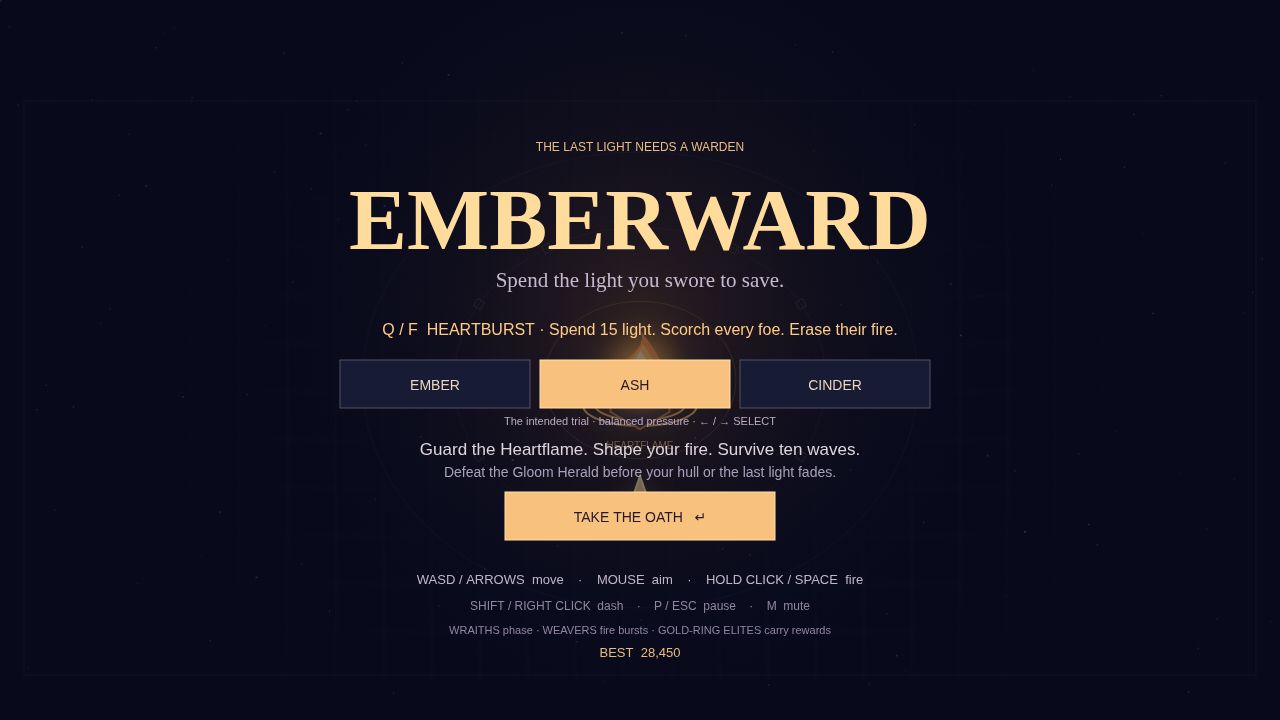 THE LAST LIGHT NEEDS A WARDEN
EMBERWARD
Spend the light you swore to save.
Q / F HEARTBURST · Spend 15 light. Scorch every foe. Erase their fire.
EMBER ASH CINDER
The intended trial · balanced pressure · ← / → SELECT
HEARTFLAME
Guard the Heartflame. Shape your fire. Survive ten waves.
Defeat the Gloom Herald before your hull or the last light fades.
TAKE THE OATH ↵
WASD / ARROWS move · MOUSE aim · HOLD CLICK / SPACE fire
SHIFT / RIGHT CLICK dash · P / ESC pause · M mute
WRAITHS phase · WEAVERS fire bursts · GOLD-RING ELITES carry rewards
BEST 28,450